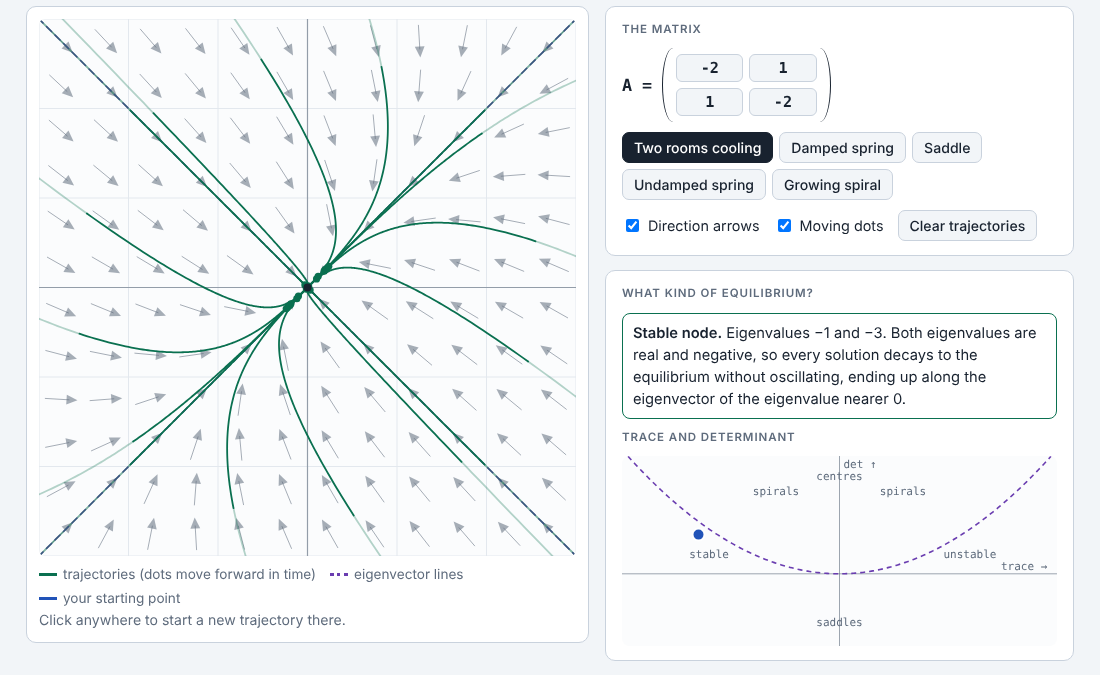 trajectories (dots move forward in time) eigenvector lines
your starting point
Click anywhere to start a new trajectory there.
THE MATRIX
A =
-2 1
1 -2
Two rooms cooling Damped spring Saddle
Undamped spring Growing spiral
Direction arrows Moving dots Clear trajectories
WHAT KIND OF EQUILIBRIUM?
Stable node. Eigenvalues −1 and −3. Both eigenvalues are
real and negative, so every solution decays to the
equilibrium without oscillating, ending up along the
eigenvector of the eigenvalue nearer 0.
TRACE AND DETERMINANT
det ↑
centres
spirals spirals
stable unstable
trace →
saddles